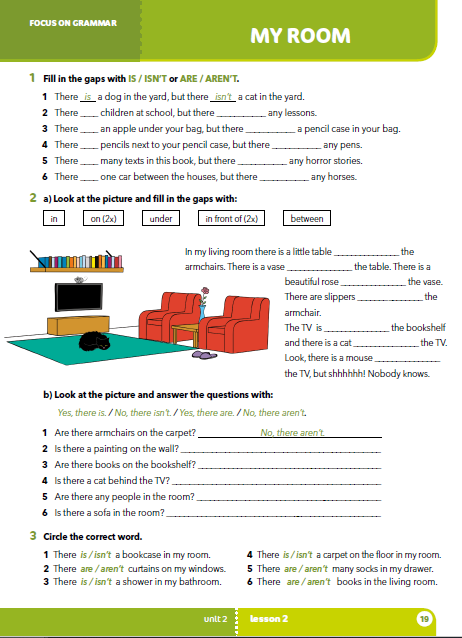 FOCUS ON GRAMMAR
MY ROOM
1 Fill in the gaps with IS / ISN'T or ARE / AREN'T.
1 There is a dog in the yard, but there isn't a cat in the yard.
2 There ____ children at school, but there __________ any lessons.
3 There ____ an apple under your bag, but there __________ a pencil case in your bag.
4 There ____ pencils next to your pencil case, but there __________ any pens.
5 There ____ many texts in this book, but there __________ any horror stories.
6 There ____ one car between the houses, but there __________ any horses.
2 a) Look at the picture and fill in the gaps with:
in on (2x) under in front of (2x) between
In my living room there is a little table ______________ the
armchairs. There is a vase ______________ the table. There is a
beautiful rose ______________ the vase.
There are slippers ______________ the
armchair.
The TV is ______________ the bookshelf
and there is a cat ______________ the TV.
Look, there is a mouse ______________
the TV, but shhhhhh! Nobody knows.
b) Look at the picture and answer the questions with:
Yes, there is. / No, there isn't. / Yes, there are. / No, there aren't.
1 Are there armchairs on the carpet? No, there aren't.
2 Is there a painting on the wall? ______________
3 Are there books on the bookshelf? ______________
4 Is there a cat behind the TV? ______________
5 Are there any people in the room? ______________
6 Is there a sofa in the room? ______________
3 Circle the correct word.
1 There is / isn't a bookcase in my room.
2 There are / aren't curtains on my windows.
3 There is / isn't a shower in my bathroom.
4 There is / isn't a carpet on the floor in my room.
5 There are / aren't many socks in my drawer.
6 There are / aren't books in the living room.
unit 2 lesson 2 19